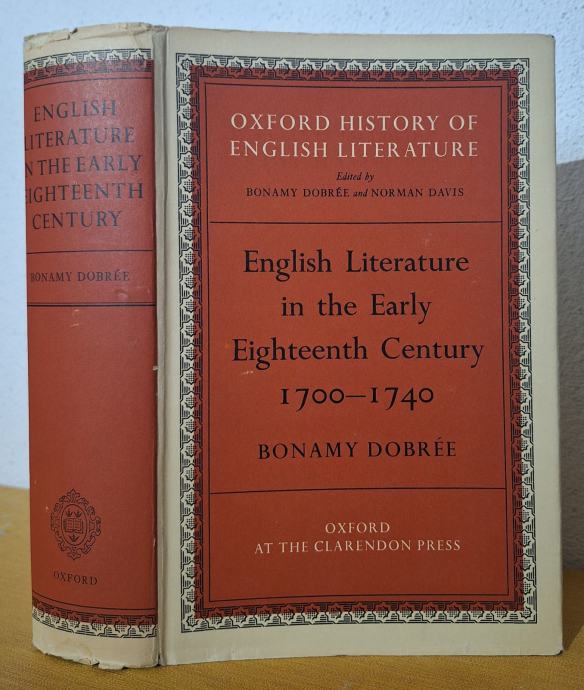 ENGLISH
LITERATURE
IN THE EARLY
EIGHTEENTH
CENTURY
BONAMY DOBRÉE
OXFORD
OXFORD HISTORY OF
ENGLISH LITERATURE
Edited by
BONAMY DOBRÉE and NORMAN DAVIS
English Literature
in the Early
Eighteenth Century
1700—1740
BONAMY DOBRÉE
OXFORD
AT THE CLARENDON PRESS